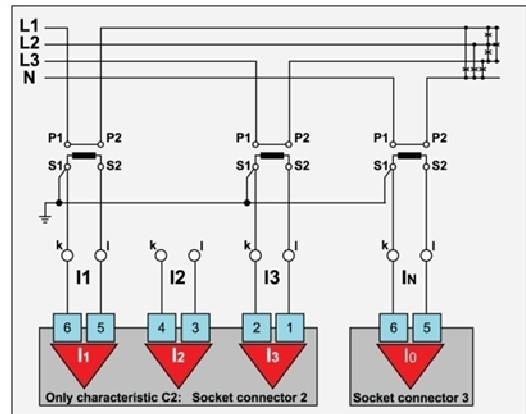 L1
L2
L3
N
P1 P2 P1 P2 P1 P2
S1 S2 S1 S2 S1 S2
k l k l k l k l
I1 I2 I3 IN
6 5 4 3 2 1 6 5
I1 I2 I3 I0
Only characteristic C2: Socket connector 2 Socket connector 3